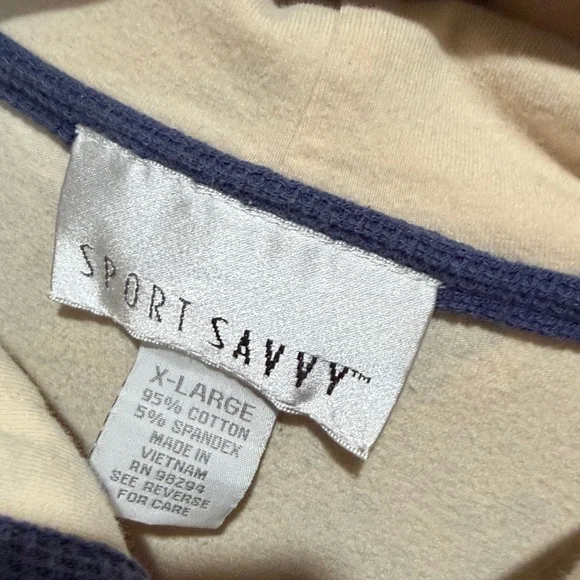 SPORT SAVVY™
X-LARGE
95% COTTON
5% SPANDEX
MADE IN
VIETNAM
RN 98294
SEE REVERSE
FOR CARE